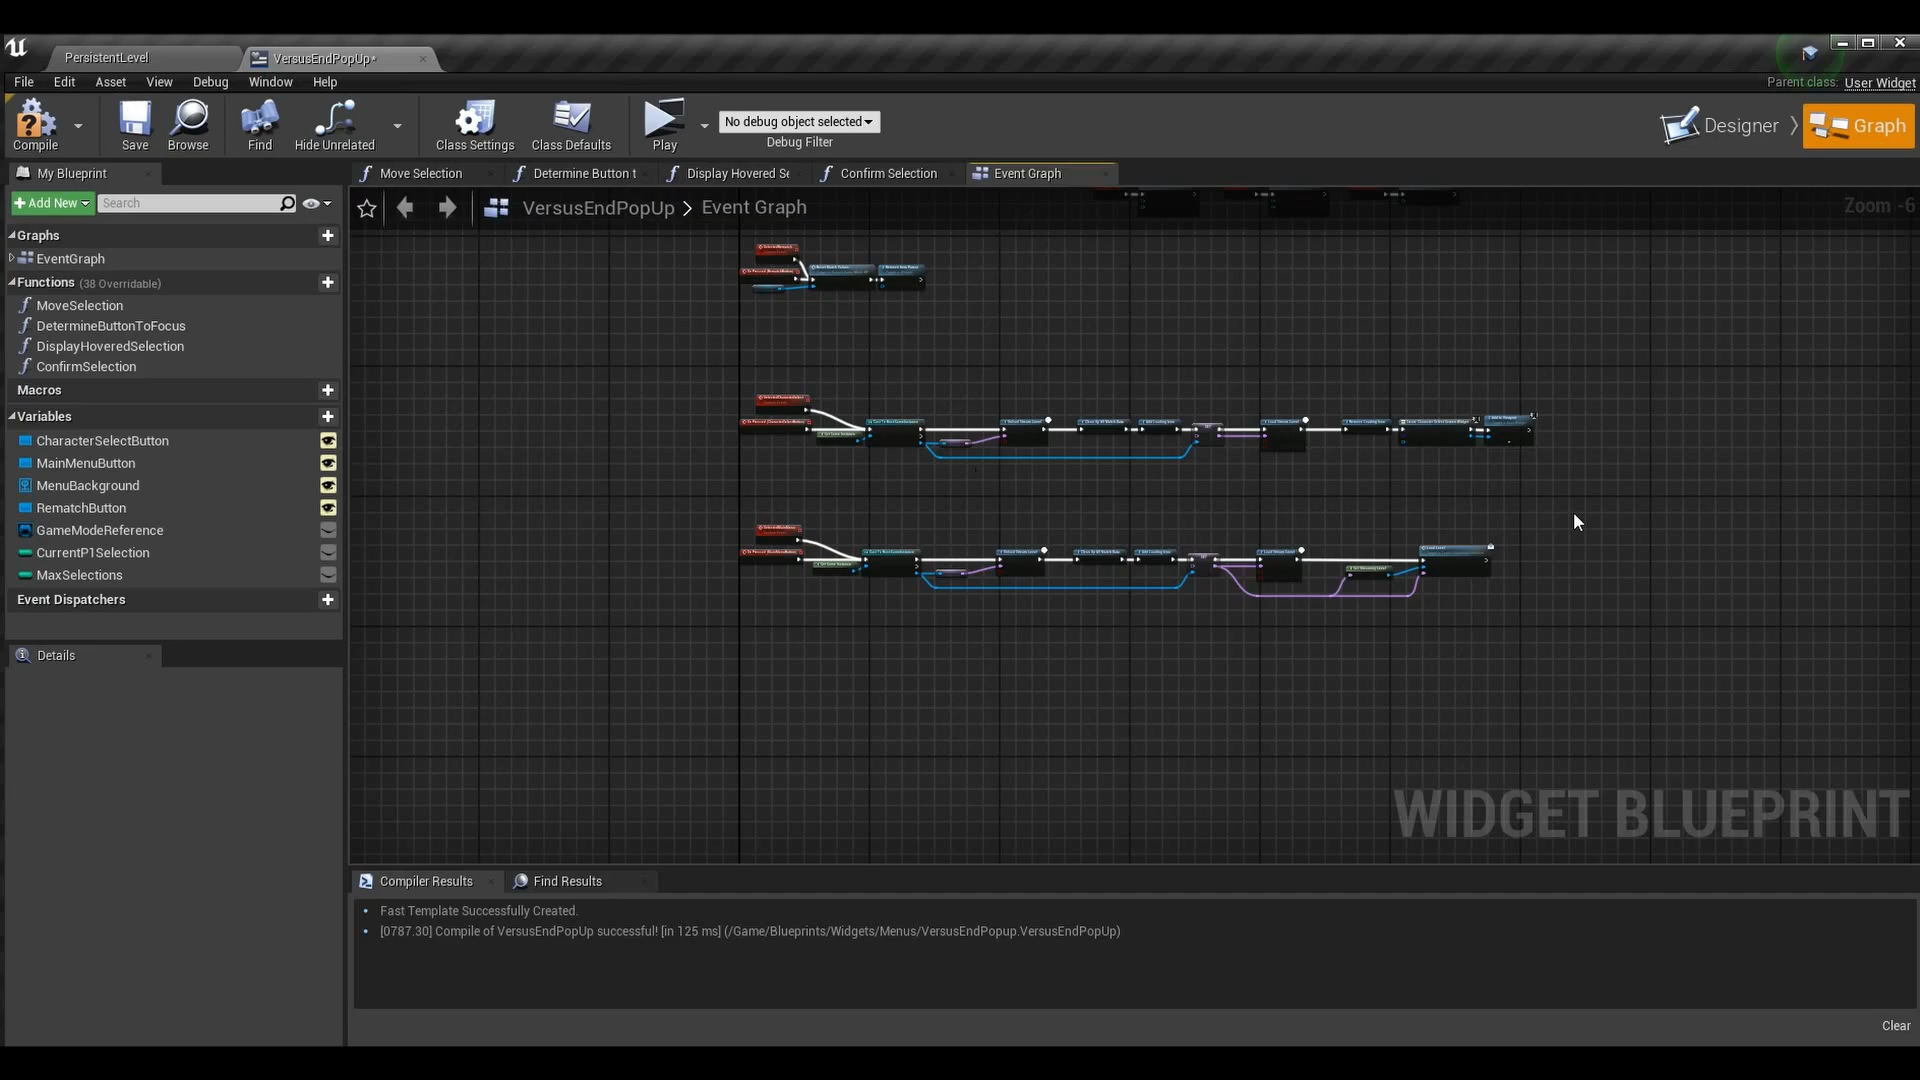 PersistentLevel
VersusEndPopUp*
File Edit Asset View Debug Window Help
Parent class: User Widget
Compile
Save
Browse
Find
Hide Unrelated
Class Settings
Class Defaults
Play
No debug object selected
Debug Filter
Designer
Graph
My Blueprint
Move Selection
Determine Button t
Display Hovered Se
Confirm Selection
Event Graph
+ Add New
Search
VersusEndPopUp > Event Graph
Zoom -6
Graphs
EventGraph
Functions (38 Overridable)
MoveSelection
DetermineButtonToFocus
DisplayHoveredSelection
ConfirmSelection
Macros
Variables
CharacterSelectButton
MainMenuButton
MenuBackground
RematchButton
GameModeReference
CurrentP1Selection
MaxSelections
Event Dispatchers
Details
WIDGET BLUEPRINT
Compiler Results
Find Results
Fast Template Successfully Created.
[0787.30] Compile of VersusEndPopUp successful! [in 125 ms] (/Game/Blueprints/Widgets/Menus/VersusEndPopup.VersusEndPopUp)
Clear